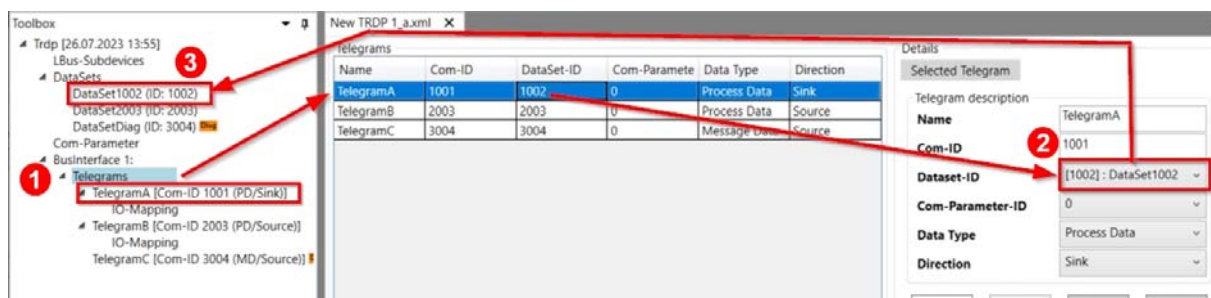 Toolbox
Trdp [26.07.2023 13:55]
LBus-Subdevices
3
DataSets
DataSet1002 (ID: 1002)
DataSet2003 (ID: 2003)
DataSetDiag (ID: 3004) Diag
Com-Parameter
BusInterface 1:
1
Telegrams
TelegramA [Com-ID 1001 (PD/Sink)]
IO-Mapping
TelegramB [Com-ID 2003 (PD/Source)]
IO-Mapping
TelegramC [Com-ID 3004 (MD/Source)]
New TRDP 1_a.xml X
Telegrams
Name Com-ID DataSet-ID Com-Paramete Data Type Direction
TelegramA 1001 1002 0 Process Data Sink
TelegramB 2003 2003 0 Process Data Source
TelegramC 3004 3004 0 Message Data Source
Details
Selected Telegram
Telegram description
Name TelegramA
2
Com-ID 1001
Dataset-ID [1002] : DataSet1002
Com-Parameter-ID 0
Data Type Process Data
Direction Sink